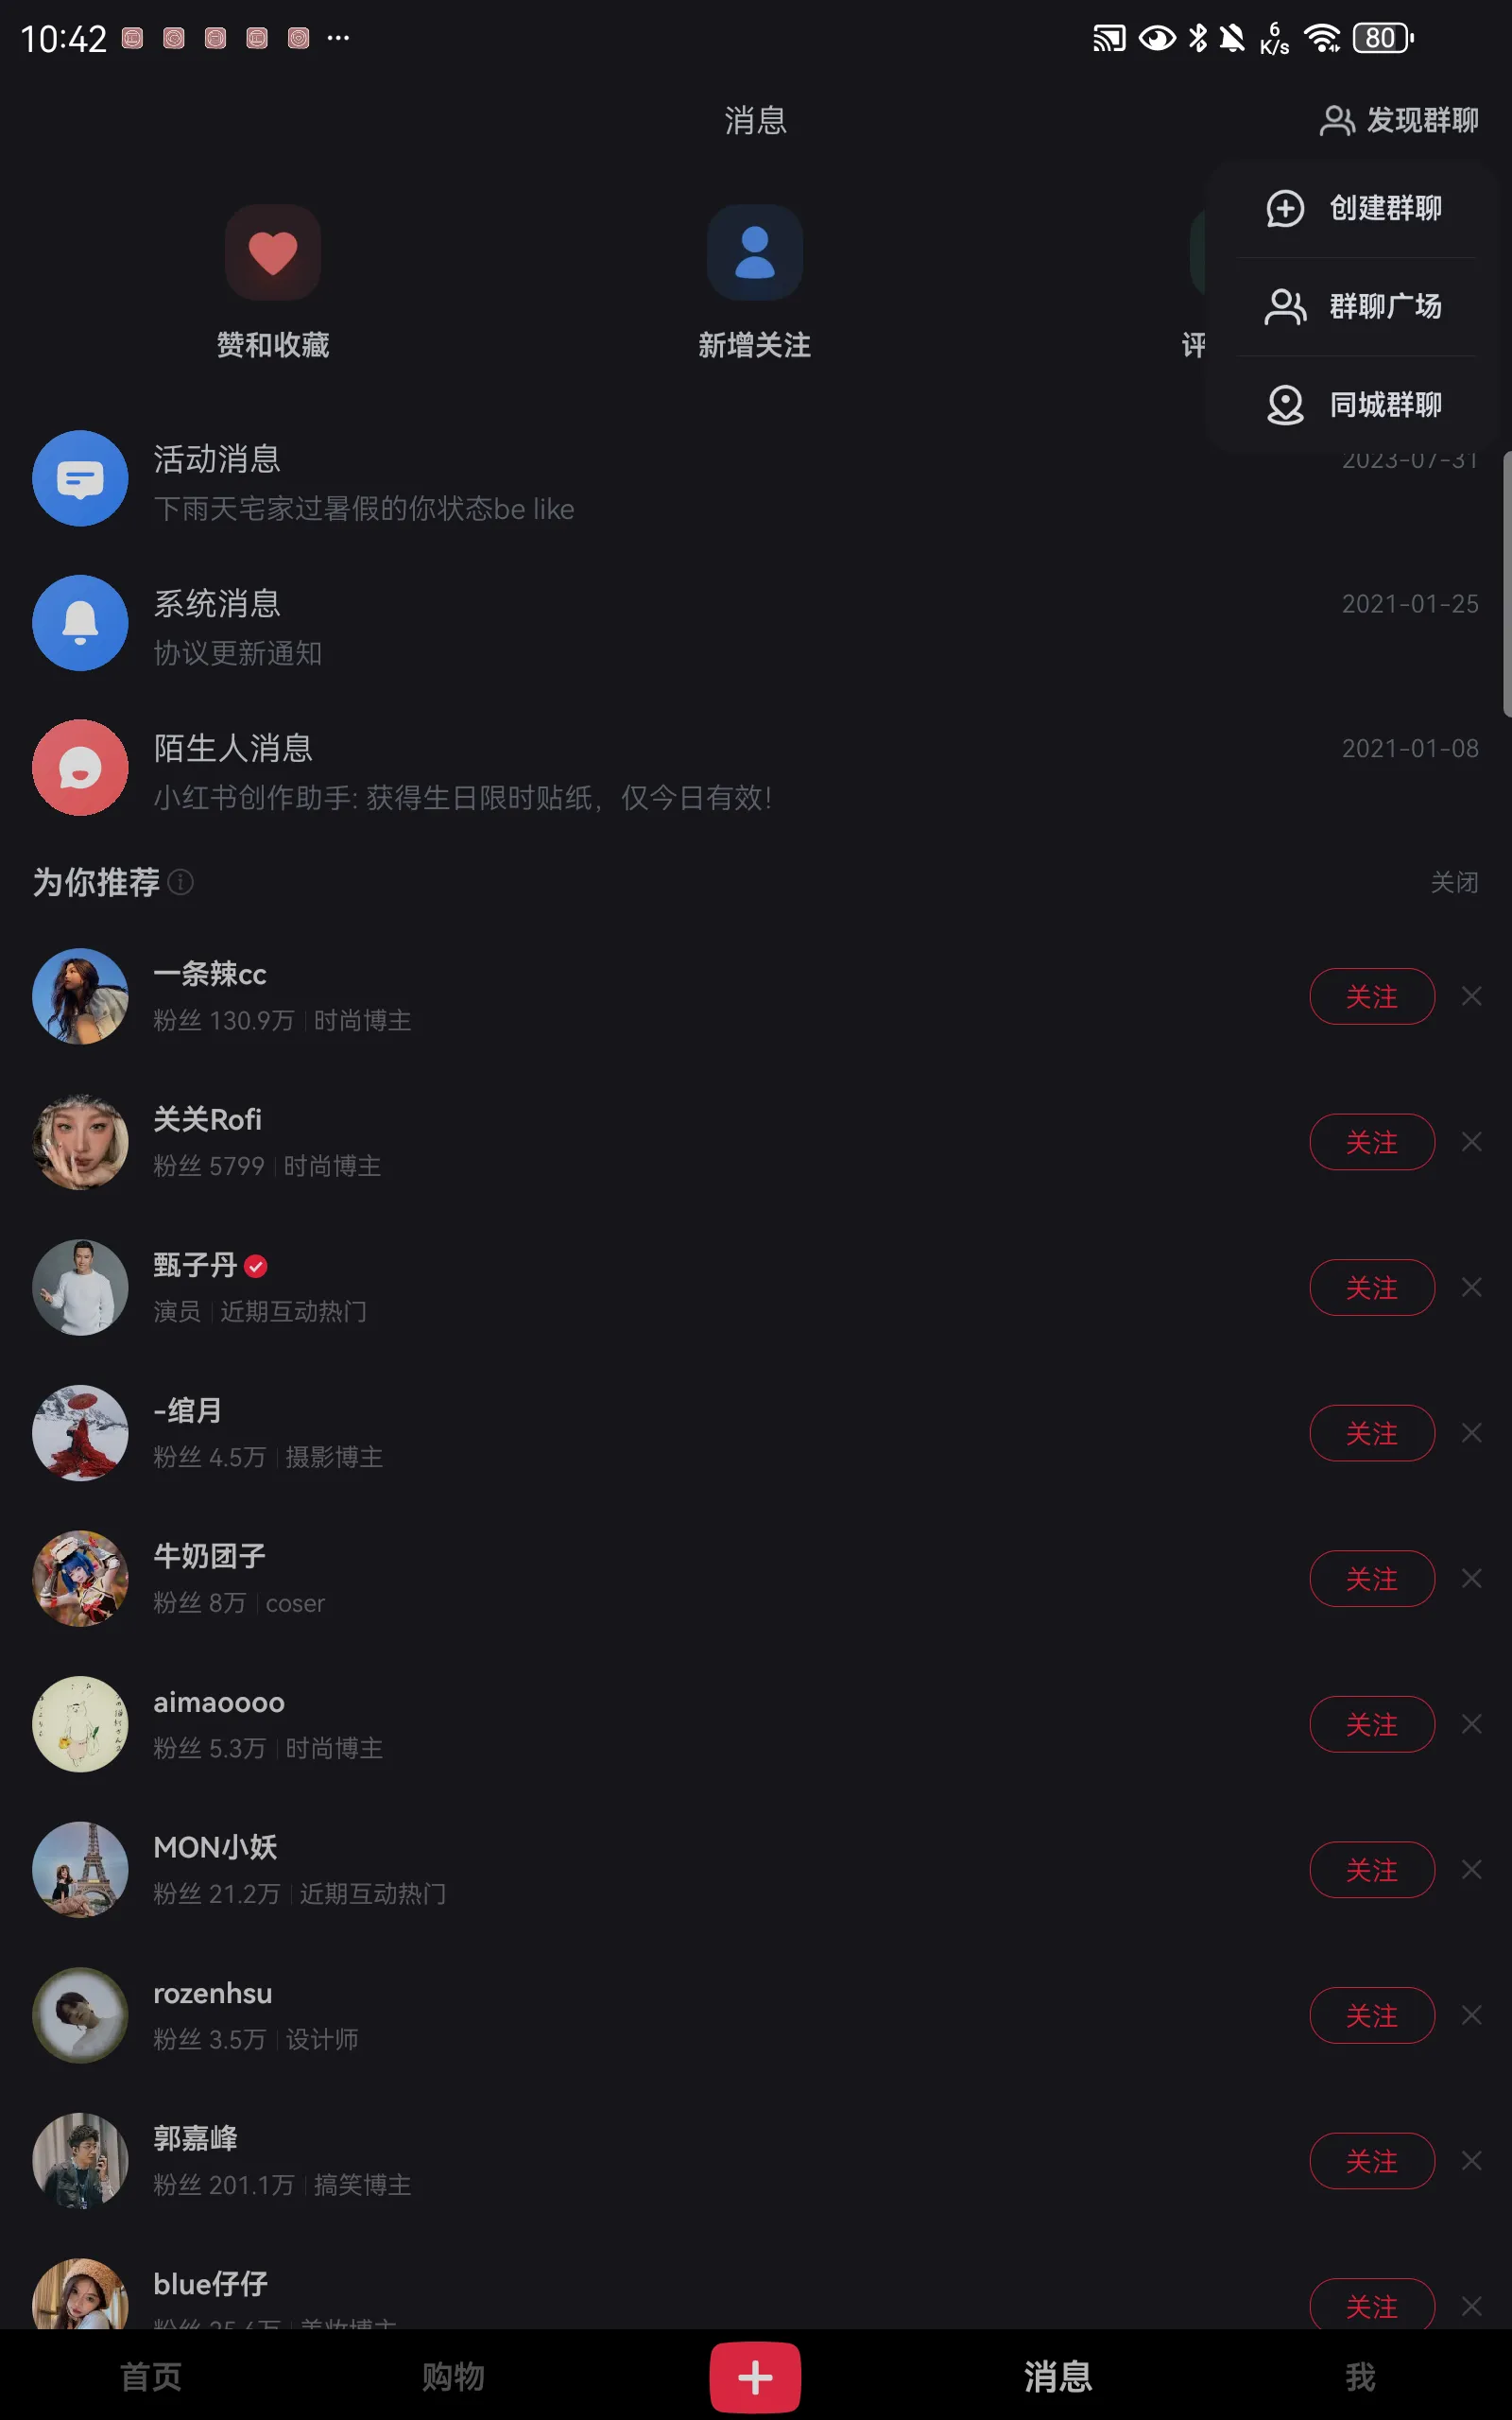 10:42
6
K/s
80
消息
发现群聊
创建群聊
群聊广场
同城群聊
赞和收藏
新增关注
评
活动消息
2023-07-31
下雨天宅家过暑假的你状态be like
系统消息
2021-01-25
协议更新通知
陌生人消息
2021-01-08
小红书创作助手: 获得生日限时贴纸，仅今日有效!
为你推荐
关闭
一条辣cc
粉丝 130.9万 | 时尚博主
关注
关关Rofi
粉丝 5799 | 时尚博主
关注
甄子丹
演员 | 近期互动热门
关注
-绾月
粉丝 4.5万 | 摄影博主
关注
牛奶团子
粉丝 8万 | coser
关注
aimaoooo
粉丝 5.3万 | 时尚博主
关注
MON小妖
粉丝 21.2万 | 近期互动热门
关注
rozenhsu
粉丝 3.5万 | 设计师
关注
郭嘉峰
粉丝 201.1万 | 搞笑博主
关注
blue仔仔
粉丝 25.6万 | 美妆博主
关注
首页
购物
消息
我